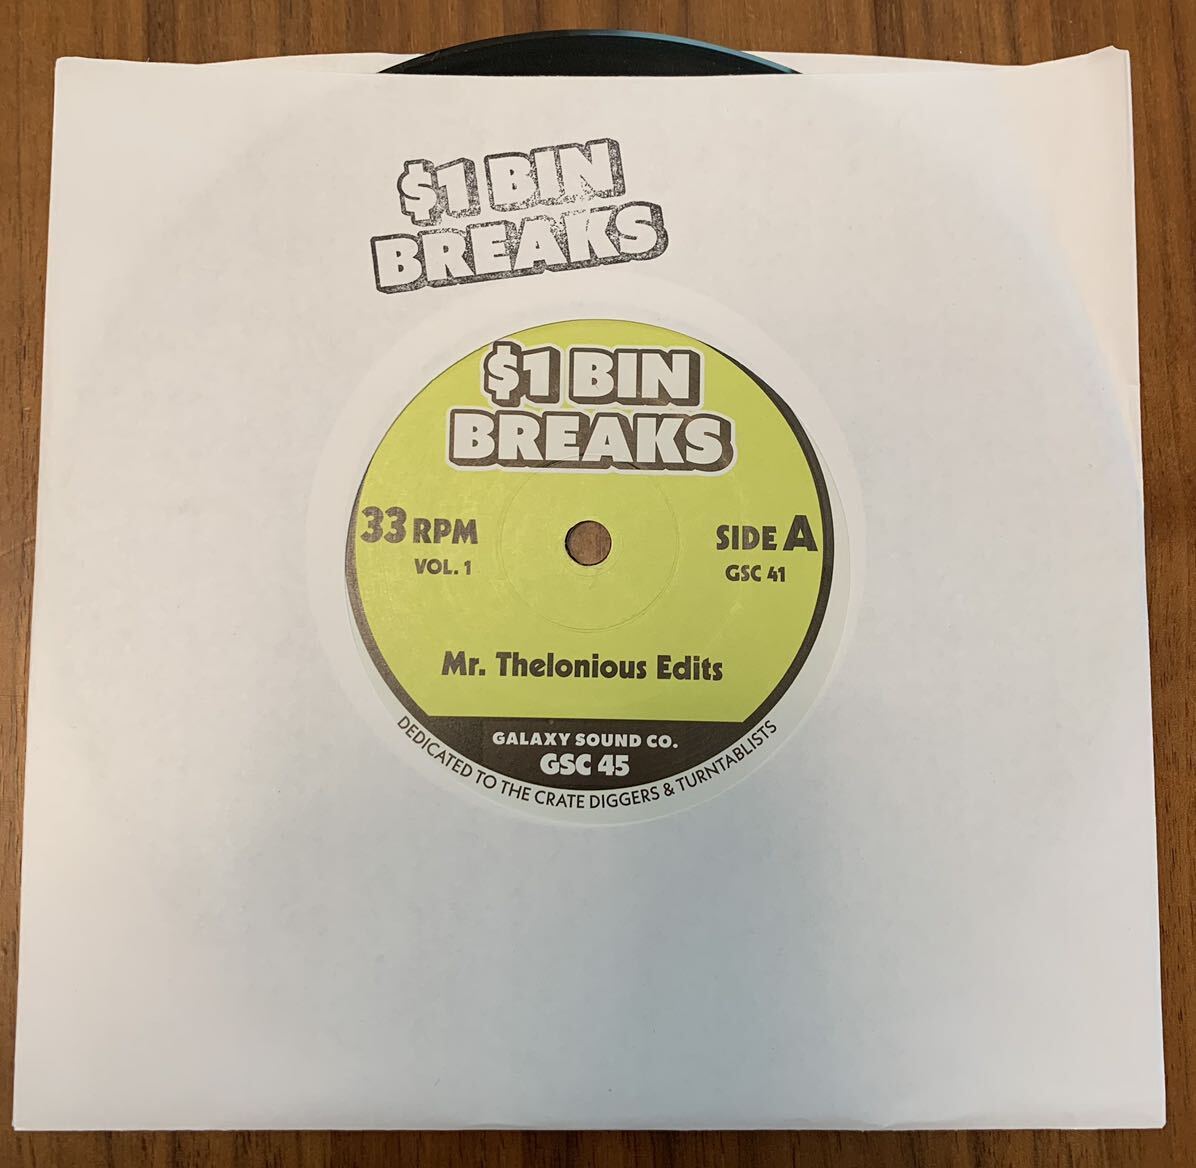 $1 BIN
BREAKS
$1 BIN
BREAKS
33 RPM
VOL. 1
SIDE A
GSC 41
Mr. Thelonious Edits
GALAXY SOUND CO.
GSC 45
DEDICATED TO THE CRATE DIGGERS & TURNTABLISTS